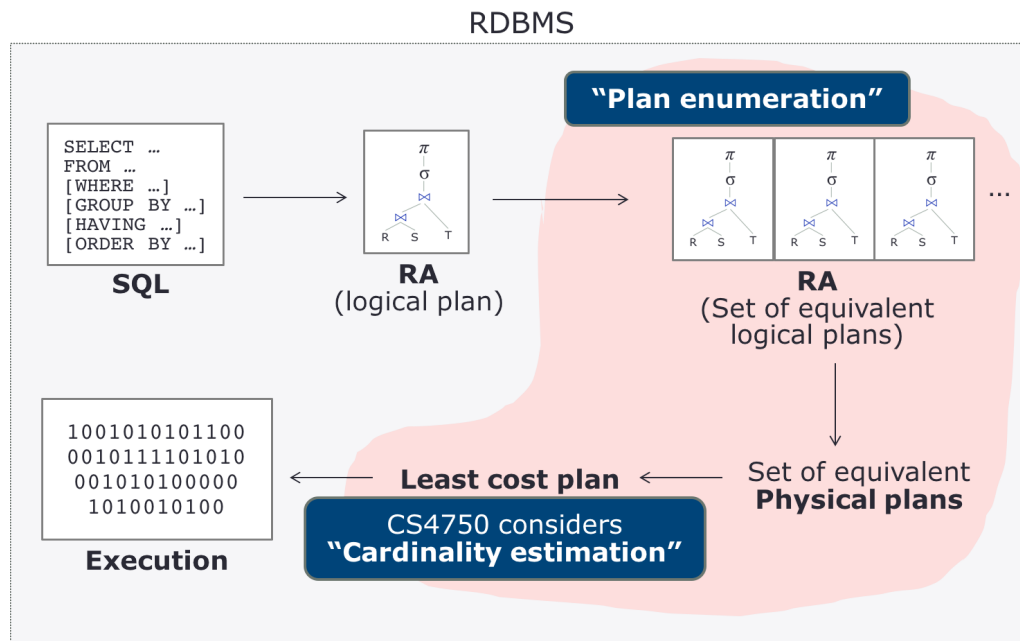 RDBMS
“Plan enumeration”
SELECT …
FROM …
[WHERE …]
[GROUP BY …]
[HAVING …]
[ORDER BY …]
SQL
π
σ
⋈
⋈
R S T
RA
(logical plan)
π π π
σ σ σ
⋈ ⋈ ⋈
⋈ ⋈ ⋈
R S T R S T R S T
…
RA
(Set of equivalent
logical plans)
Set of equivalent
Physical plans
Least cost plan
CS4750 considers
“Cardinality estimation”
1001010101100
0010111101010
001010100000
1010010100
Execution